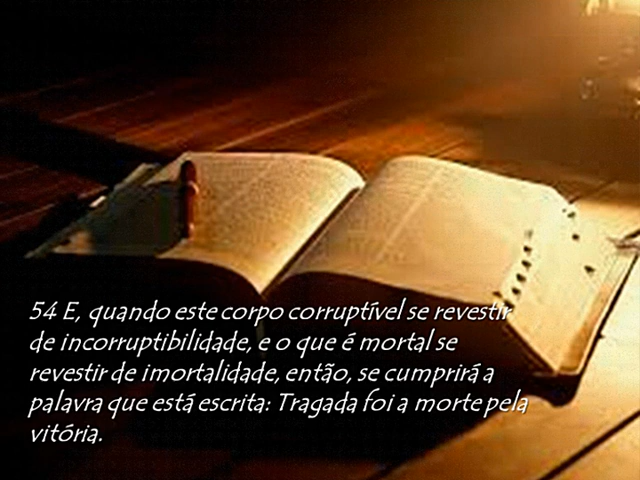 54 E, quando este corpo corruptível se revestir
de incorruptibilidade, e o que é mortal se
revestir de imortalidade, então, se cumprirá a
palavra que está escrita: Tragada foi a morte pela
vitória.